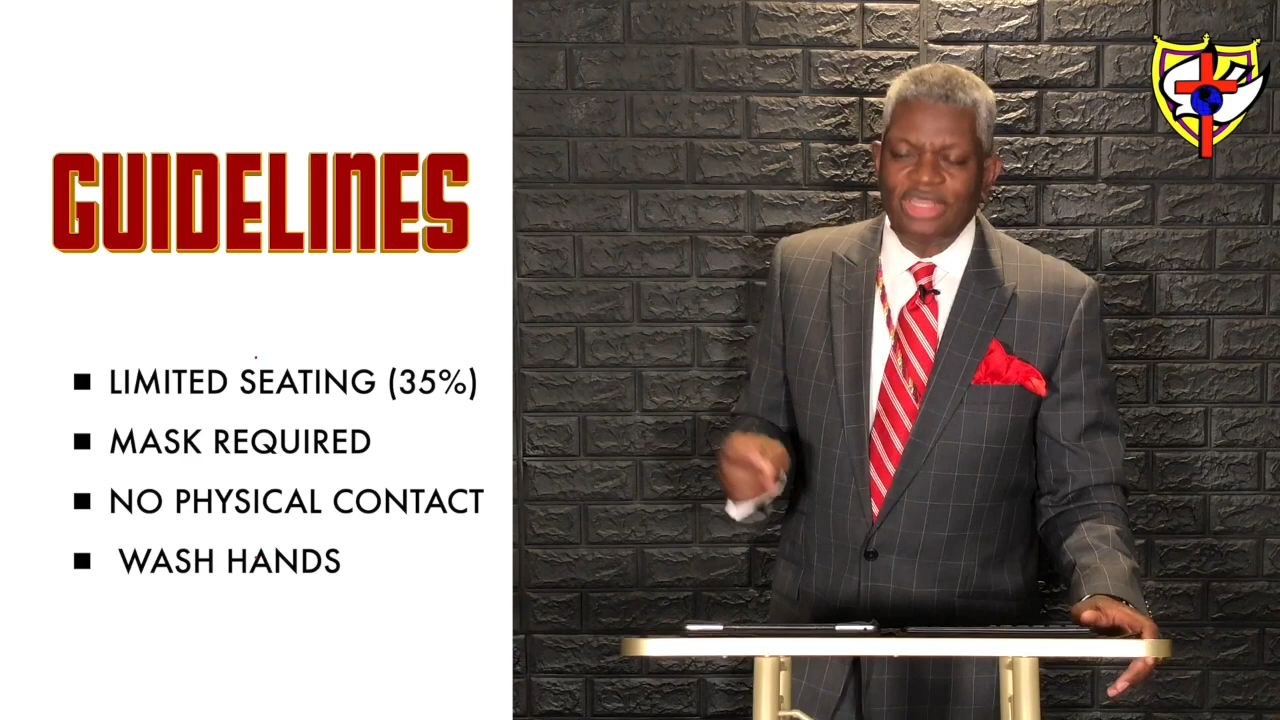 GUIDELINES
LIMITED SEATING (35%)
MASK REQUIRED
NO PHYSICAL CONTACT
WASH HANDS